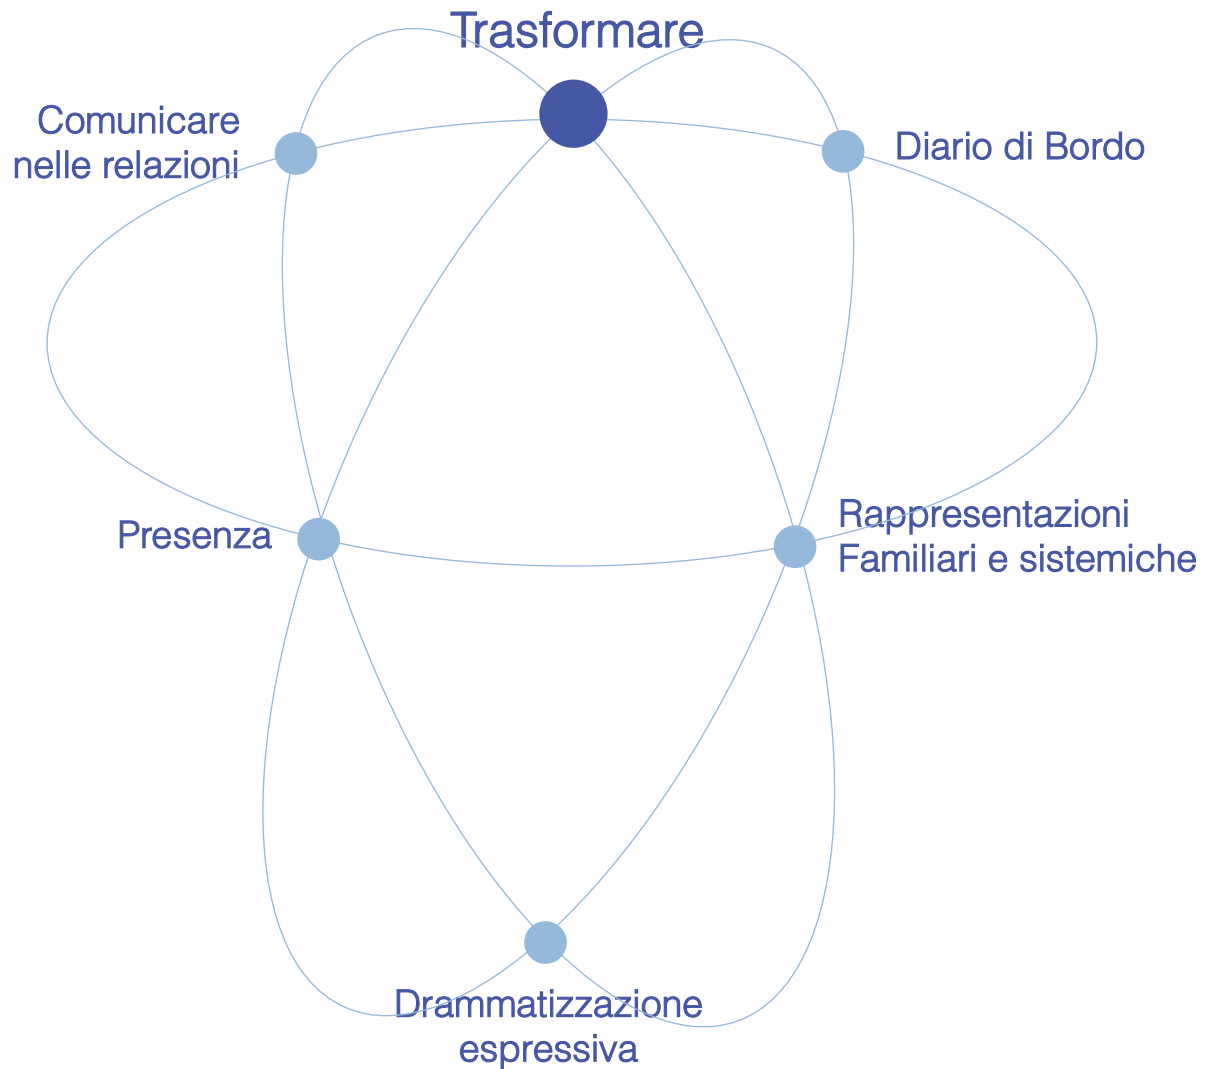 Trasformare
Comunicare
nelle relazioni
Diario di Bordo
Presenza
Rappresentazioni
Familiari e sistemiche
Drammatizzazione
espressiva